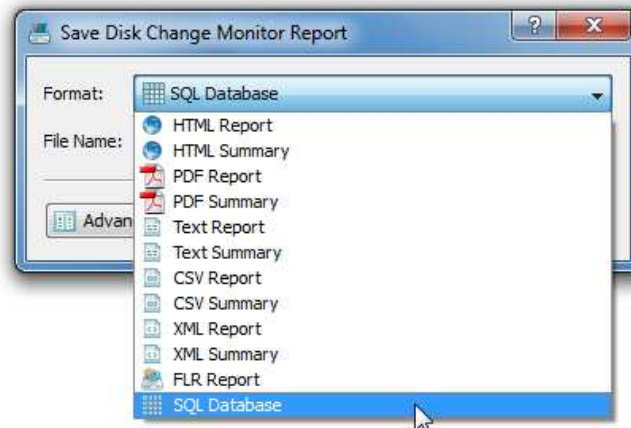 Save Disk Change Monitor Report
Format: SQL Database
HTML Report
File Name:
HTML Summary
PDF Report
PDF Summary
Advan
Text Report
Text Summary
CSV Report
CSV Summary
XML Report
XML Summary
FLR Report
SQL Database